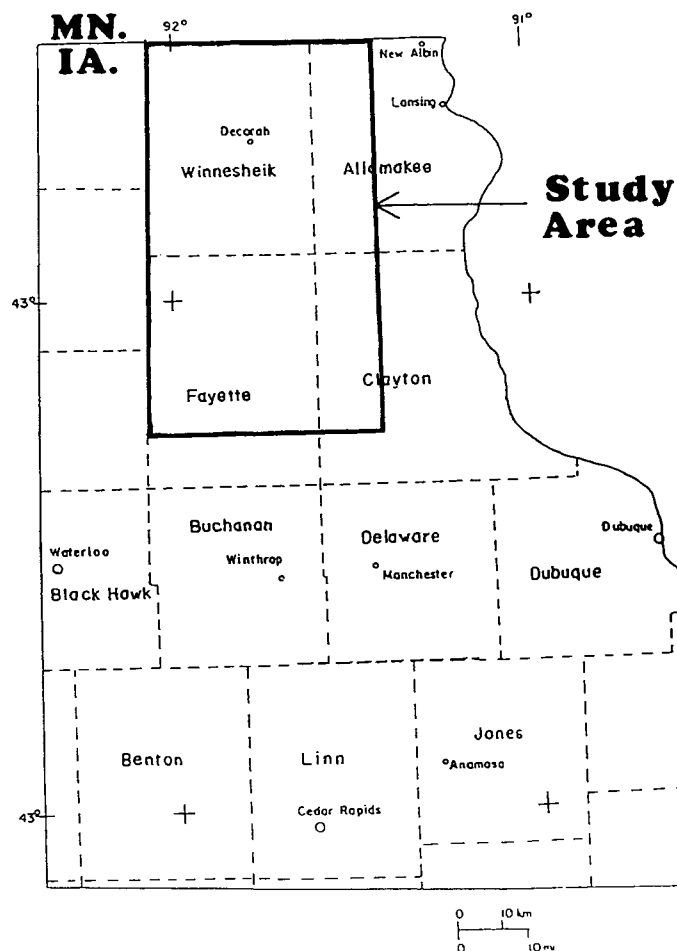 MN.
IA.
92°
91°
New Albin
Lansing
Decorah
Winnesheik
Allamakee
Study
Area
43°
Fayette
Clayton
Buchanan
Delaware
Dubuque
Waterloo
Winthrop
Manchester
Dubuque
Black Hawk
Jones
Benton
Linn
Anamosa
43°
Cedar Rapids
0 10 km
0 10 mi